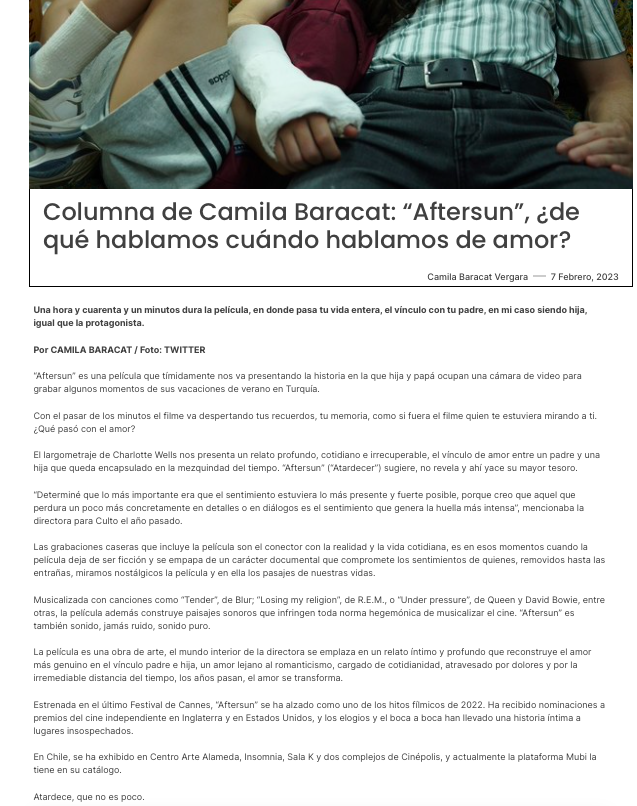 adidas
Columna de Camila Baracat: “Aftersun”, ¿de
qué hablamos cuándo hablamos de amor?
Camila Baracat Vergara — 7 Febrero, 2023
Una hora y cuarenta y un minutos dura la película, en donde pasa tu vida entera, el vínculo con tu padre, en mi caso siendo hija,
igual que la protagonista.
Por CAMILA BARACAT / Foto: TWITTER
“Aftersun” es una película que tímidamente nos va presentando la historia en la que hija y papá ocupan una cámara de video para
grabar algunos momentos de sus vacaciones de verano en Turquía.
Con el pasar de los minutos el filme va despertando tus recuerdos, tu memoria, como si fuera el filme quien te estuviera mirando a ti.
¿Qué pasó con el amor?
El largometraje de Charlotte Wells nos presenta un relato profundo, cotidiano e irrecuperable, el vínculo de amor entre un padre y una
hija que queda encapsulado en la mezquindad del tiempo. “Aftersun” (“Atardecer”) sugiere, no revela y ahí yace su mayor tesoro.
“Determiné que lo más importante era que el sentimiento estuviera lo más presente y fuerte posible, porque creo que aquel que
perdura un poco más concretamente en detalles o en diálogos es el sentimiento que genera la huella más intensa”, mencionaba la
directora para Culto el año pasado.
Las grabaciones caseras que incluye la película son el conector con la realidad y la vida cotidiana, es en esos momentos cuando la
película deja de ser ficción y se empapa de un carácter documental que compromete los sentimientos de quienes, removidos hasta las
entrañas, miramos nostálgicos la película y en ella los pasajes de nuestras vidas.
Musicalizada con canciones como “Tender”, de Blur; “Losing my religion”, de R.E.M., o “Under pressure”, de Queen y David Bowie, entre
otras, la película además construye paisajes sonoros que infringen toda norma hegemónica de musicalizar el cine. “Aftersun” es
también sonido, jamás ruido, sonido puro.
La película es una obra de arte, el mundo interior de la directora se emplaza en un relato íntimo y profundo que reconstruye el amor
más genuino en el vínculo padre e hija, un amor lejano al romanticismo, cargado de cotidianidad, atravesado por dolores y por la
irremediable distancia del tiempo, los años pasan, el amor se transforma.
Estrenada en el último Festival de Cannes, “Aftersun” se ha alzado como uno de los hitos fílmicos de 2022. Ha recibido nominaciones a
premios del cine independiente en Inglaterra y en Estados Unidos, y los elogios y el boca a boca han llevado una historia íntima a
lugares insospechados.
En Chile, se ha exhibido en Centro Arte Alameda, Insomnia, Sala K y dos complejos de Cinépolis, y actualmente la plataforma Mubi la
tiene en su catálogo.
Atardece, que no es poco.